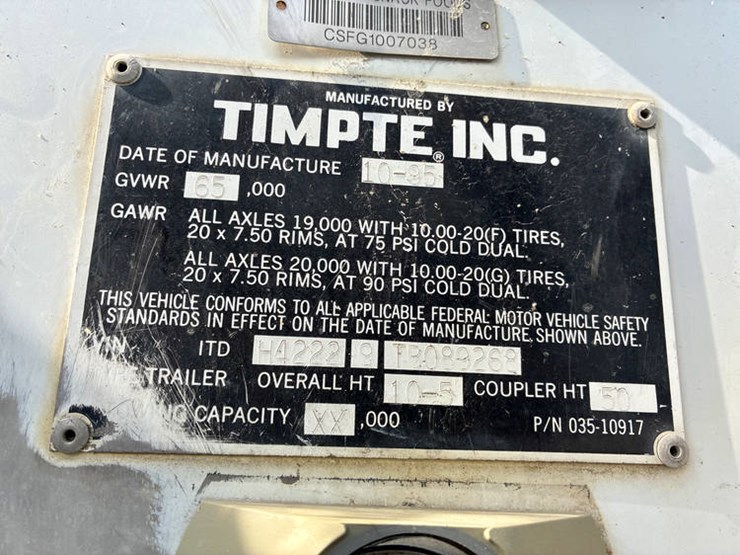 CSFG1007038
MANUFACTURED BY
TIMPTE INC.®
DATE OF MANUFACTURE 10-95
GVWR 65 ,000
GAWR ALL AXLES 19,000 WITH 10.00-20(F) TIRES,
20 x 7.50 RIMS, AT 75 PSI COLD DUAL.
ALL AXLES 20,000 WITH 10.00-20(G) TIRES,
20 x 7.50 RIMS, AT 90 PSI COLD DUAL.
THIS VEHICLE CONFORMS TO ALL APPLICABLE FEDERAL MOTOR VEHICLE SAFETY
STANDARDS IN EFFECT ON THE DATE OF MANUFACTURE SHOWN ABOVE.
VIN 1TD H4222 9 TB089268
TRAILER OVERALL HT 10-5 COUPLER HT 50
CAPACITY XX ,000
P/N 035-10917